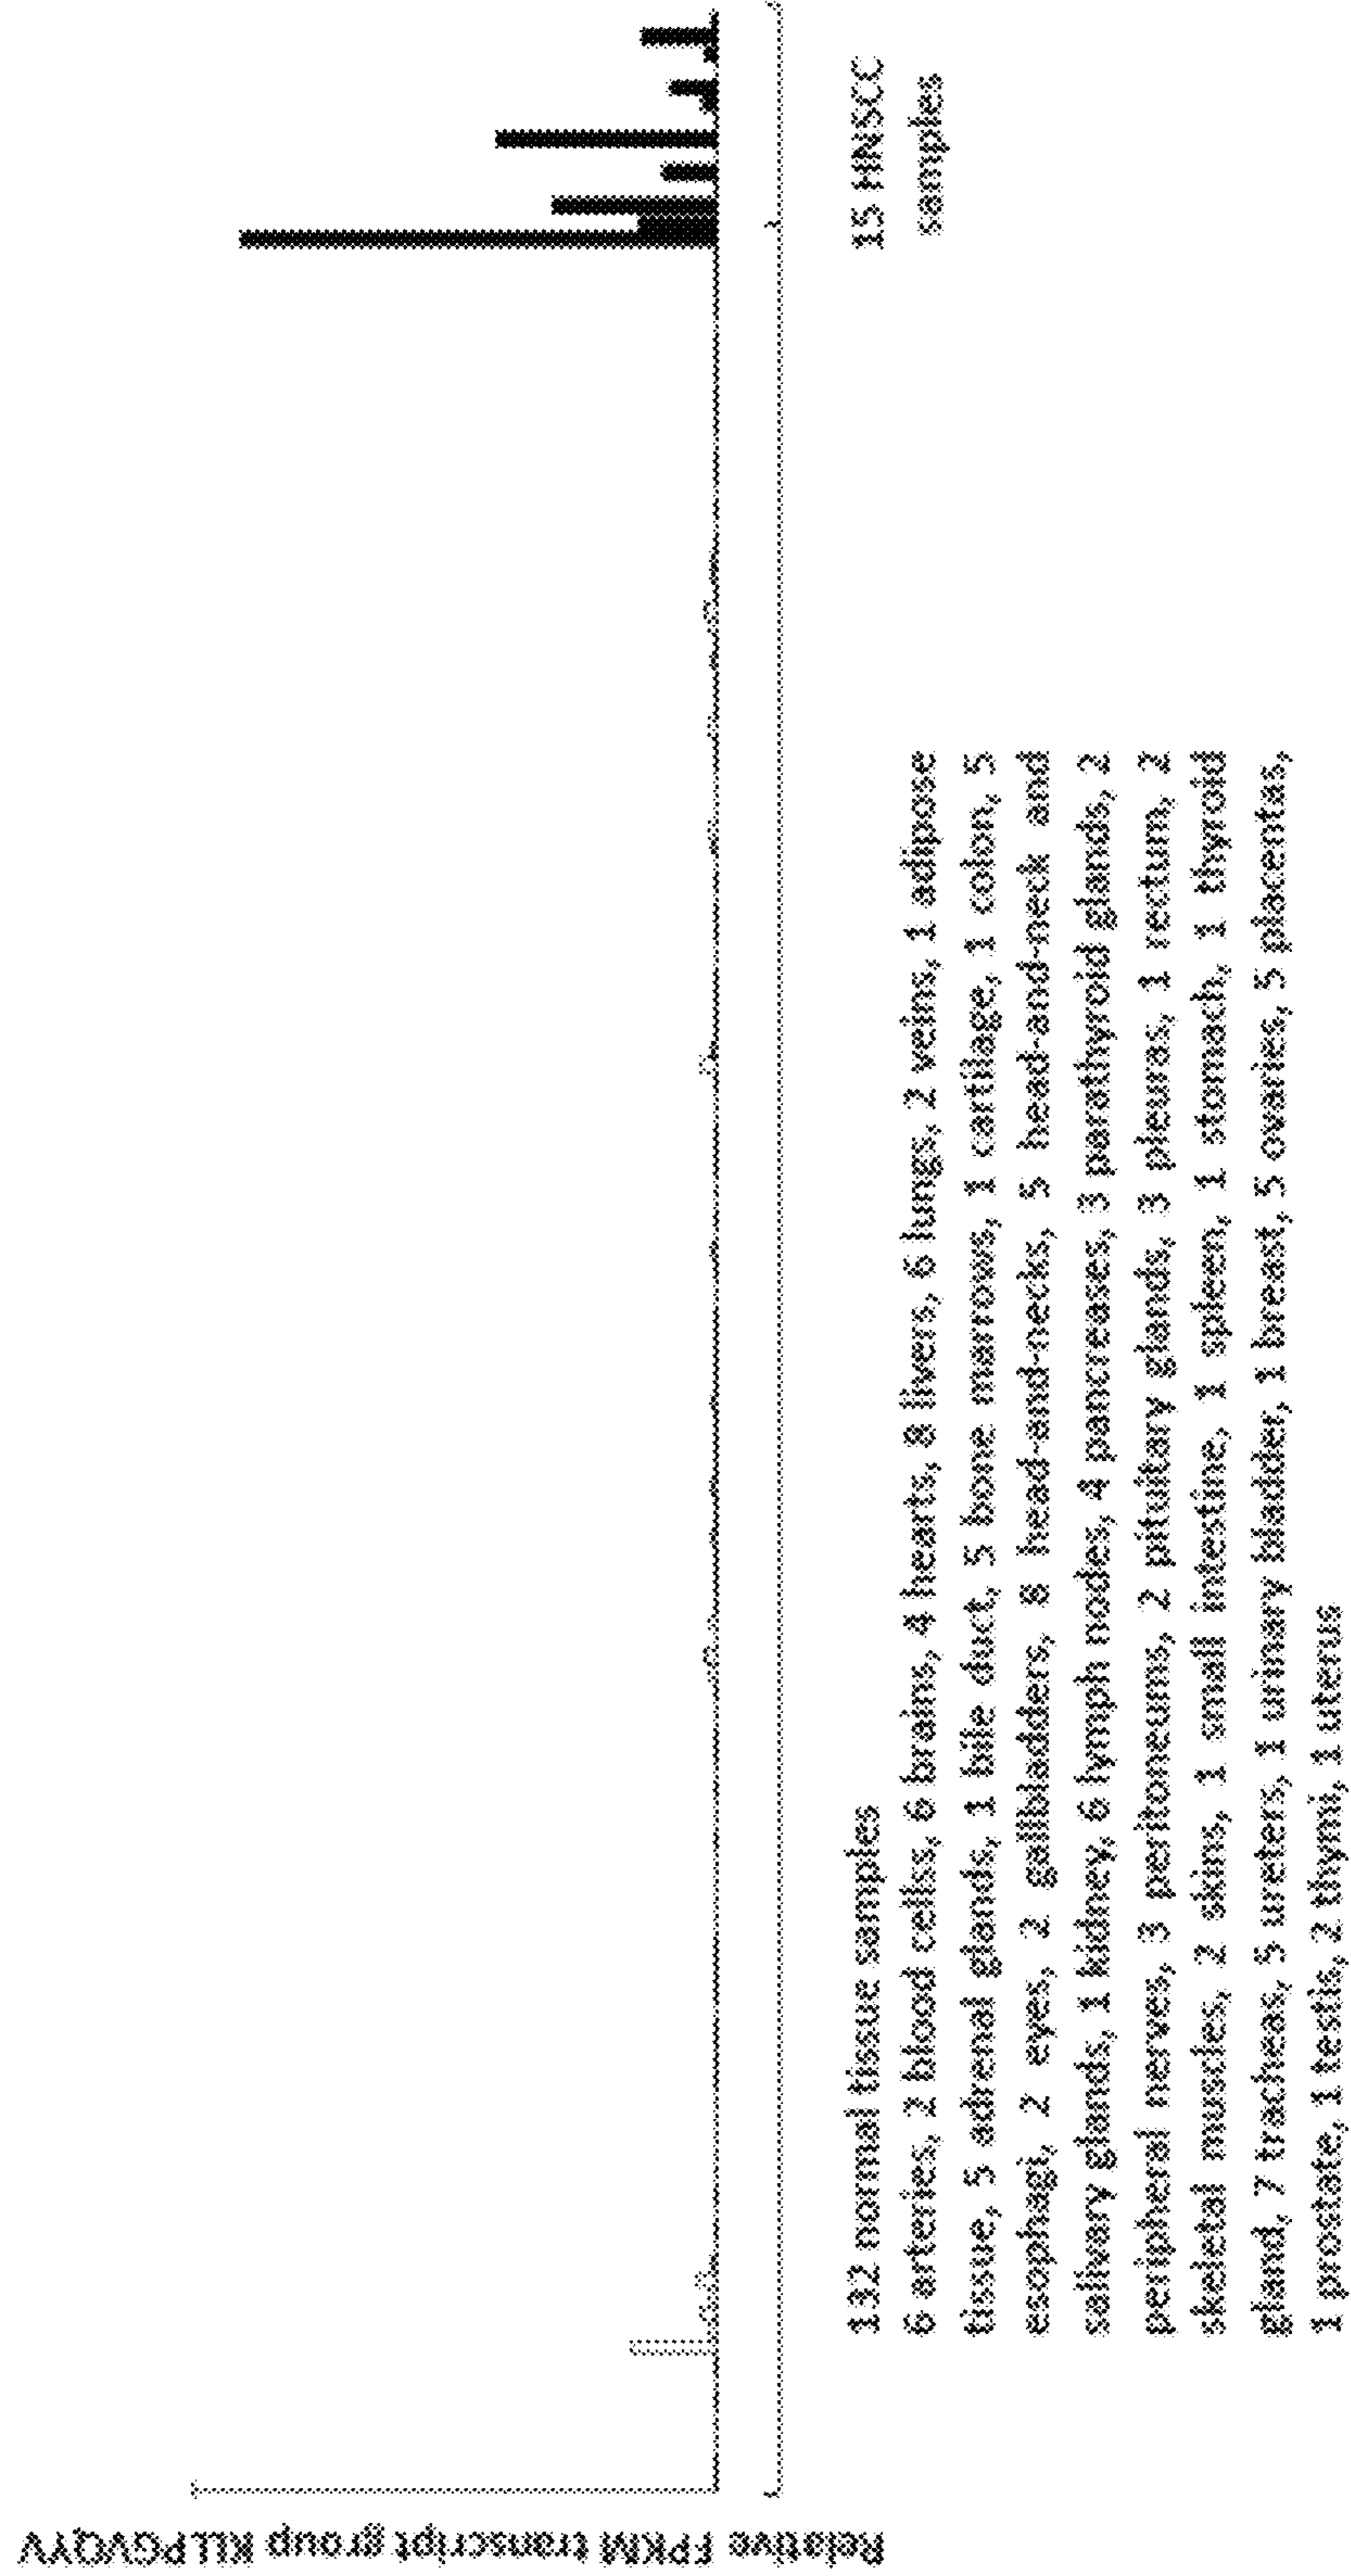 Relative FPKM transcript group KLLPGVQYV
132 normal tissue samples
6 arteries, 2 blood cellss, 6 brains, 4 hearts, 8 livers, 6 lungs, 2 veins, 1 adipose
tissue, 5 adrenal glands, 1 bile duct, 5 bone marrows, 1 cartilage, 1 colon, 5
esophagi, 2 eyes, 2 gallbladders, 8 head-and-necks, 5 head-and-neck and
salivary glands, 1 kidney, 6 lymph nodes, 4 pancreases, 3 parathyroid glands, 2
peripheral nerves, 3 peritoneums, 2 pituitary glands, 3 pleuras, 1 rectum, 2
skeletal muscles, 2 skins, 1 small intestine, 1 spleen, 1 stomach, 1 thyroid
gland, 7 tracheas, 5 ureters, 1 urinary bladder, 1 breast, 5 ovaries, 5 placentas,
1 prostate, 1 testis, 2 thymi, 1 uterus
15 HNSCC
samples